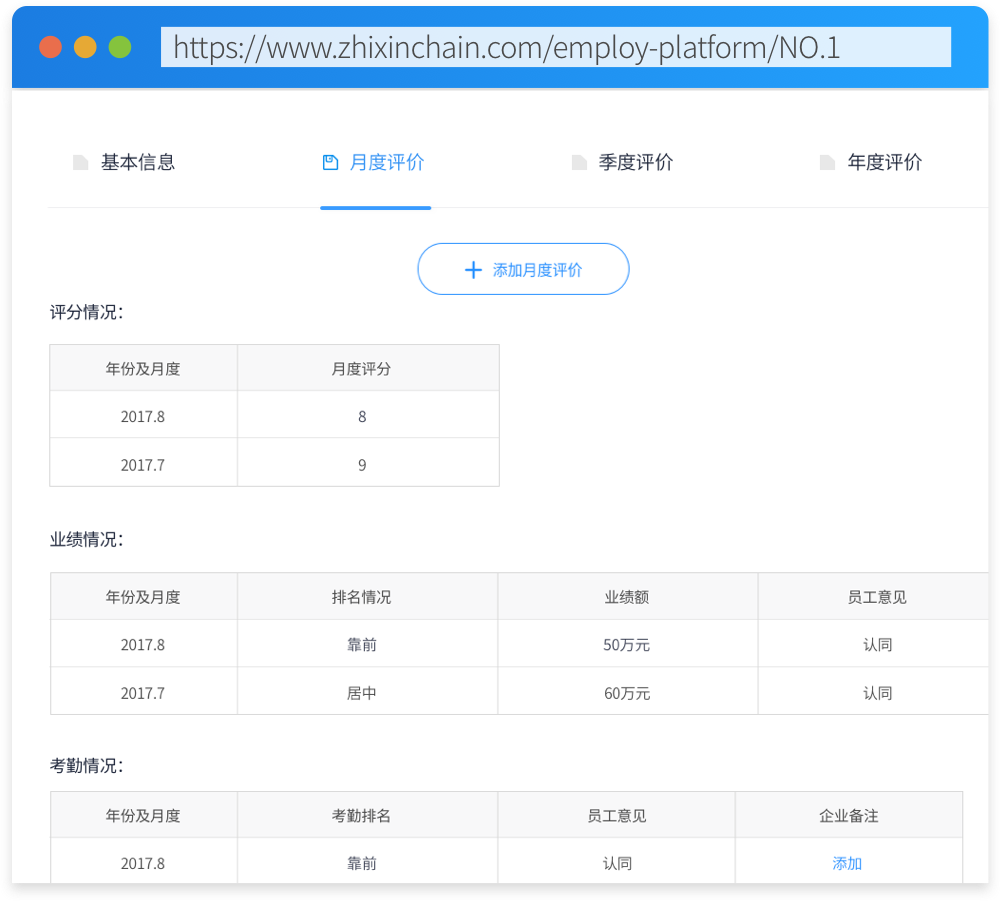 https://www.zhixinchain.com/employ-platform/NO.1
基本信息 月度评价 季度评价 年度评价
添加月度评价
评分情况:
年份及月度 月度评分
2017.8 8
2017.7 9
业绩情况:
年份及月度 排名情况 业绩额 员工意见
2017.8 靠前 50万元 认同
2017.7 居中 60万元 认同
考勤情况:
年份及月度 考勤排名 员工意见 企业备注
2017.8 靠前 认同 添加